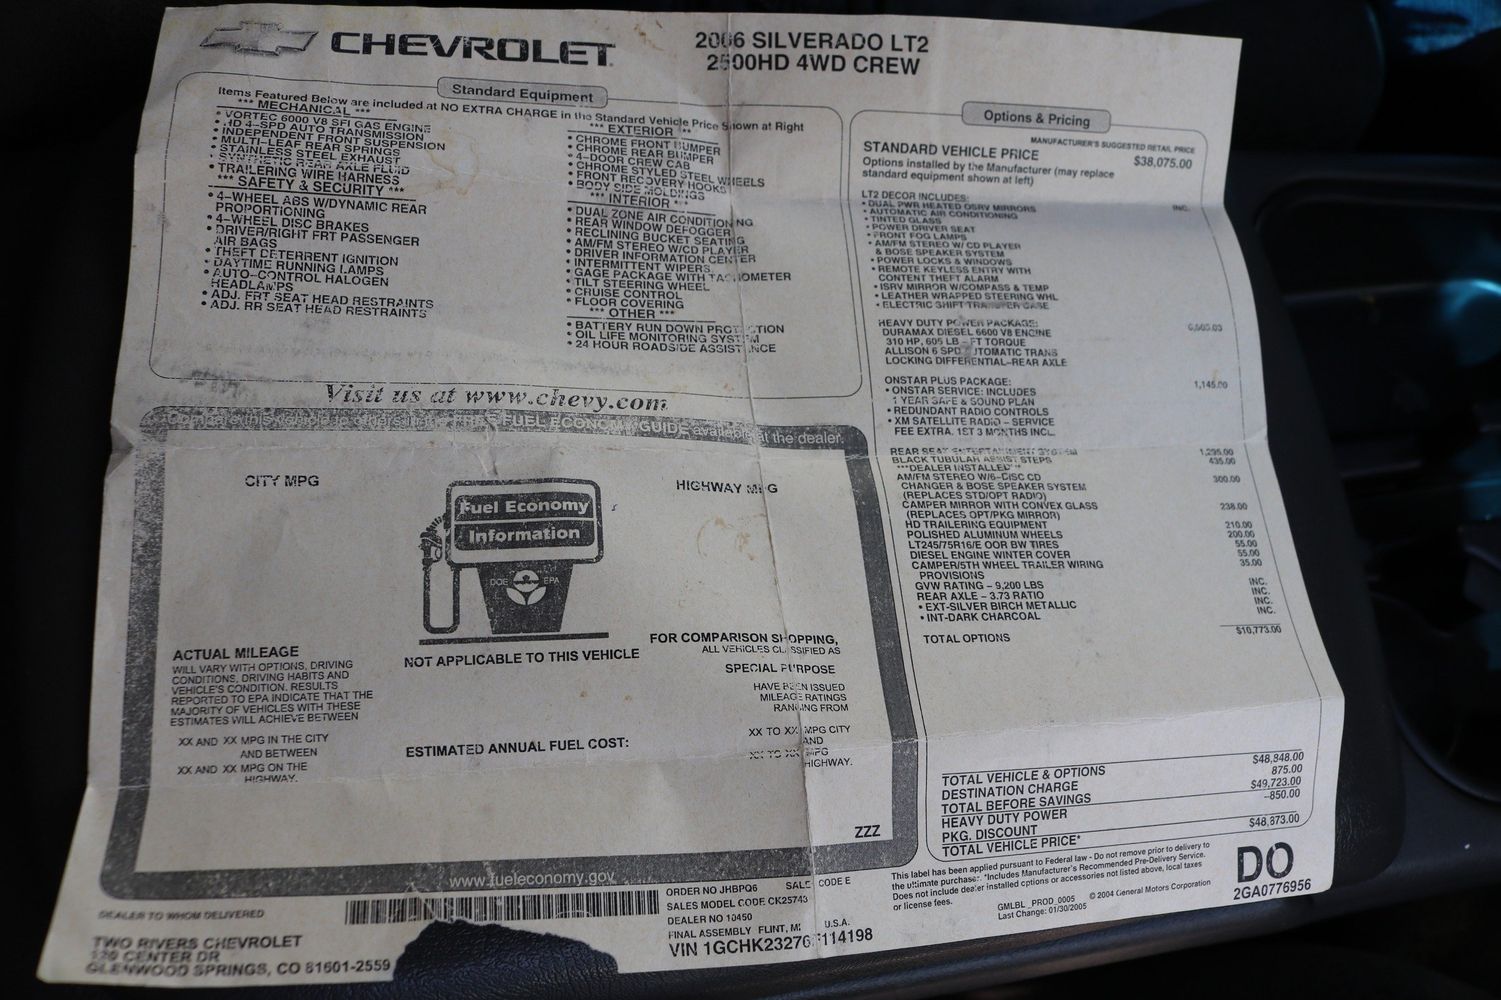 CHEVROLET
2006 SILVERADO LT2
2500HD 4WD CREW
Standard Equipment
Items Featured Below are included at NO EXTRA CHARGE in the Standard Vehicle Price Shown at Right
*** MECHANICAL ***
• VORTEC 6000 V8 SFI GAS ENGINE
• HD 4-SPD AUTO TRANSMISSION
• INDEPENDENT FRONT SUSPENSION
• MULTI-LEAF REAR SPRINGS
• STAINLESS STEEL EXHAUST
• SYNTHETIC REAR AXLE FLUID
• TRAILERING WIRE HARNESS
*** SAFETY & SECURITY ***
• 4-WHEEL ABS W/DYNAMIC REAR
PROPORTIONING
• 4-WHEEL DISC BRAKES
• DRIVER/RIGHT FRT PASSENGER
AIR BAGS
• THEFT DETERRENT IGNITION
• DAYTIME RUNNING LAMPS
• AUTO-CONTROL HALOGEN
HEADLAMPS
• ADJ. FRT SEAT HEAD RESTRAINTS
• ADJ. RR SEAT HEAD RESTRAINTS
*** EXTERIOR ***
• CHROME FRONT BUMPER
• CHROME REAR BUMPER
• 4-DOOR CREW CAB
• CHROME STYLED STEEL WHEELS
• FRONT RECOVERY HOOKS
• BODY SIDE MOLDINGS
*** INTERIOR ***
• DUAL ZONE AIR CONDITIONING
• REAR WINDOW DEFOGGER
• RECLINING BUCKET SEATING
• AM/FM STEREO W/CD PLAYER
• DRIVER INFORMATION CENTER
• INTERMITTENT WIPERS
• GAGE PACKAGE WITH TACHOMETER
• TILT STEERING WHEEL
• CRUISE CONTROL
• FLOOR COVERING
*** OTHER ***
• BATTERY RUN DOWN PROTECTION
• OIL LIFE MONITORING SYSTEM
• 24 HOUR ROADSIDE ASSISTANCE
Visit us at www.chevy.com
Compare this vehicle to others in the FREE FUEL ECONOMY GUIDE available at the dealer.
CITY MPG
HIGHWAY MPG
Fuel Economy
Information
DOE EPA
ACTUAL MILEAGE
WILL VARY WITH OPTIONS, DRIVING
CONDITIONS, DRIVING HABITS AND
VEHICLE'S CONDITION. RESULTS
REPORTED TO EPA INDICATE THAT THE
MAJORITY OF VEHICLES WITH THESE
ESTIMATES WILL ACHIEVE BETWEEN
XX AND XX MPG IN THE CITY
AND BETWEEN
XX AND XX MPG ON THE
HIGHWAY.
NOT APPLICABLE TO THIS VEHICLE
ESTIMATED ANNUAL FUEL COST:
FOR COMPARISON SHOPPING,
ALL VEHICLES CLASSIFIED AS
SPECIAL PURPOSE
HAVE BEEN ISSUED
MILEAGE RATINGS
RANGING FROM
XX TO XX MPG CITY
AND
XX TO XX MPG
HIGHWAY.
ZZZ
www.fueleconomy.gov
Options & Pricing
MANUFACTURER'S SUGGESTED RETAIL PRICE
STANDARD VEHICLE PRICE $38,075.00
Options installed by the Manufacturer (may replace
standard equipment shown at left)
LT2 DECOR INCLUDES: INC.
• DUAL PWR HEATED OSRV MIRRORS
• AUTOMATIC AIR CONDITIONING
• TINTED GLASS
• POWER DRIVER SEAT
• FRONT FOG LAMPS
• AM/FM STEREO W/ CD PLAYER
& BOSE SPEAKER SYSTEM
• POWER LOCKS & WINDOWS
• REMOTE KEYLESS ENTRY WITH
CONTENT THEFT ALARM
• ISRV MIRROR W/COMPASS & TEMP
• LEATHER WRAPPED STEERING WHL
• ELECTRIC SHIFT TRANSFER CASE
HEAVY DUTY POWER PACKAGE:
DURAMAX DIESEL 6600 V8 ENGINE
310 HP, 605 LB-FT TORQUE
ALLISON 6 SPD AUTOMATIC TRANS
LOCKING DIFFERENTIAL-REAR AXLE
ONSTAR PLUS PACKAGE: 1,145.00
• ONSTAR SERVICE: INCLUDES
1 YEAR SAFE & SOUND PLAN
• REDUNDANT RADIO CONTROLS
• XM SATELLITE RADIO - SERVICE
FEE EXTRA. 1ST 3 MONTHS INCL.
REAR SEAT ENTERTAINMENT SYSTEM 1,295.00
BLACK TUBULAR ASSIST STEPS 435.00
***DEALER INSTALLED***
AM/FM STEREO W/6-DISC CD 300.00
CHANGER & BOSE SPEAKER SYSTEM
(REPLACES STD/OPT RADIO)
CAMPER MIRROR WITH CONVEX GLASS 238.00
(REPLACES OPT/PKG MIRROR)
HD TRAILERING EQUIPMENT 210.00
POLISHED ALUMINUM WHEELS 200.00
LT245/75R16/E OOR BW TIRES 55.00
DIESEL ENGINE WINTER COVER 55.00
CAMPER/5TH WHEEL TRAILER WIRING 35.00
PROVISIONS
GVW RATING - 9,200 LBS INC.
REAR AXLE - 3.73 RATIO INC.
• EXT-SILVER BIRCH METALLIC INC.
• INT-DARK CHARCOAL INC.
TOTAL OPTIONS $10,773.00
TOTAL VEHICLE & OPTIONS $48,848.00
DESTINATION CHARGE 875.00
TOTAL BEFORE SAVINGS $49,723.00
HEAVY DUTY POWER -850.00
PKG. DISCOUNT
TOTAL VEHICLE PRICE* $48,873.00
This label has been applied pursuant to Federal law - Do not remove prior to delivery to
the ultimate purchaser. *Includes Manufacturer's Recommended Pre-Delivery Service.
Does not include dealer installed options or accessories not listed above, local taxes
or license fees.
GMLBL_PROD_0005 © 2004 General Motors Corporation
Last Change: 01/30/2005
DO
2GA0776956
DEALER TO WHOM DELIVERED
TWO RIVERS CHEVROLET
120 CENTER DR
GLENWOOD SPRINGS, CO 81601-2559
ORDER NO JHBPQ6 SALES CODE E
SALES MODEL CODE CK25743
DEALER NO 10450
FINAL ASSEMBLY FLINT, MI U.S.A.
VIN 1GCHK23276F114198